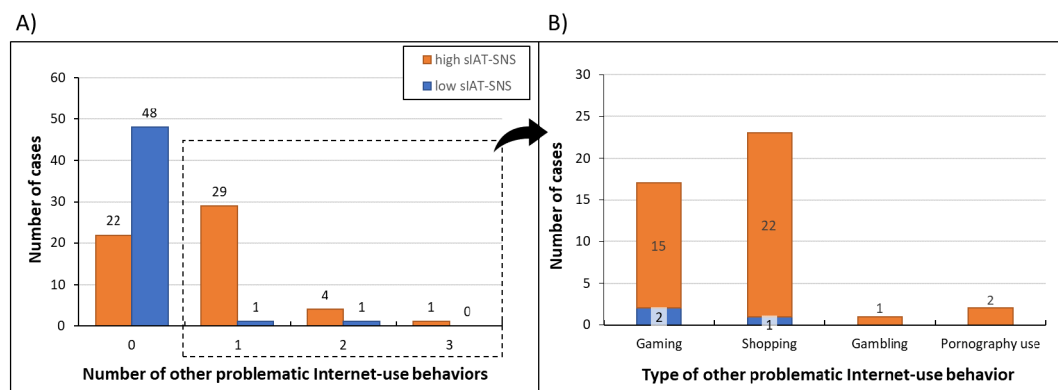 A)
high sIAT-SNS
low sIAT-SNS
Number of cases
60
50
40
30
20
10
0
22
48
29
1
4
1
1
0
0
1
2
3
Number of other problematic Internet-use behaviors
B)
Number of cases
30
25
20
15
10
5
0
15
2
22
1
1
2
Gaming
Shopping
Gambling
Pornography use
Type of other problematic Internet-use behavior